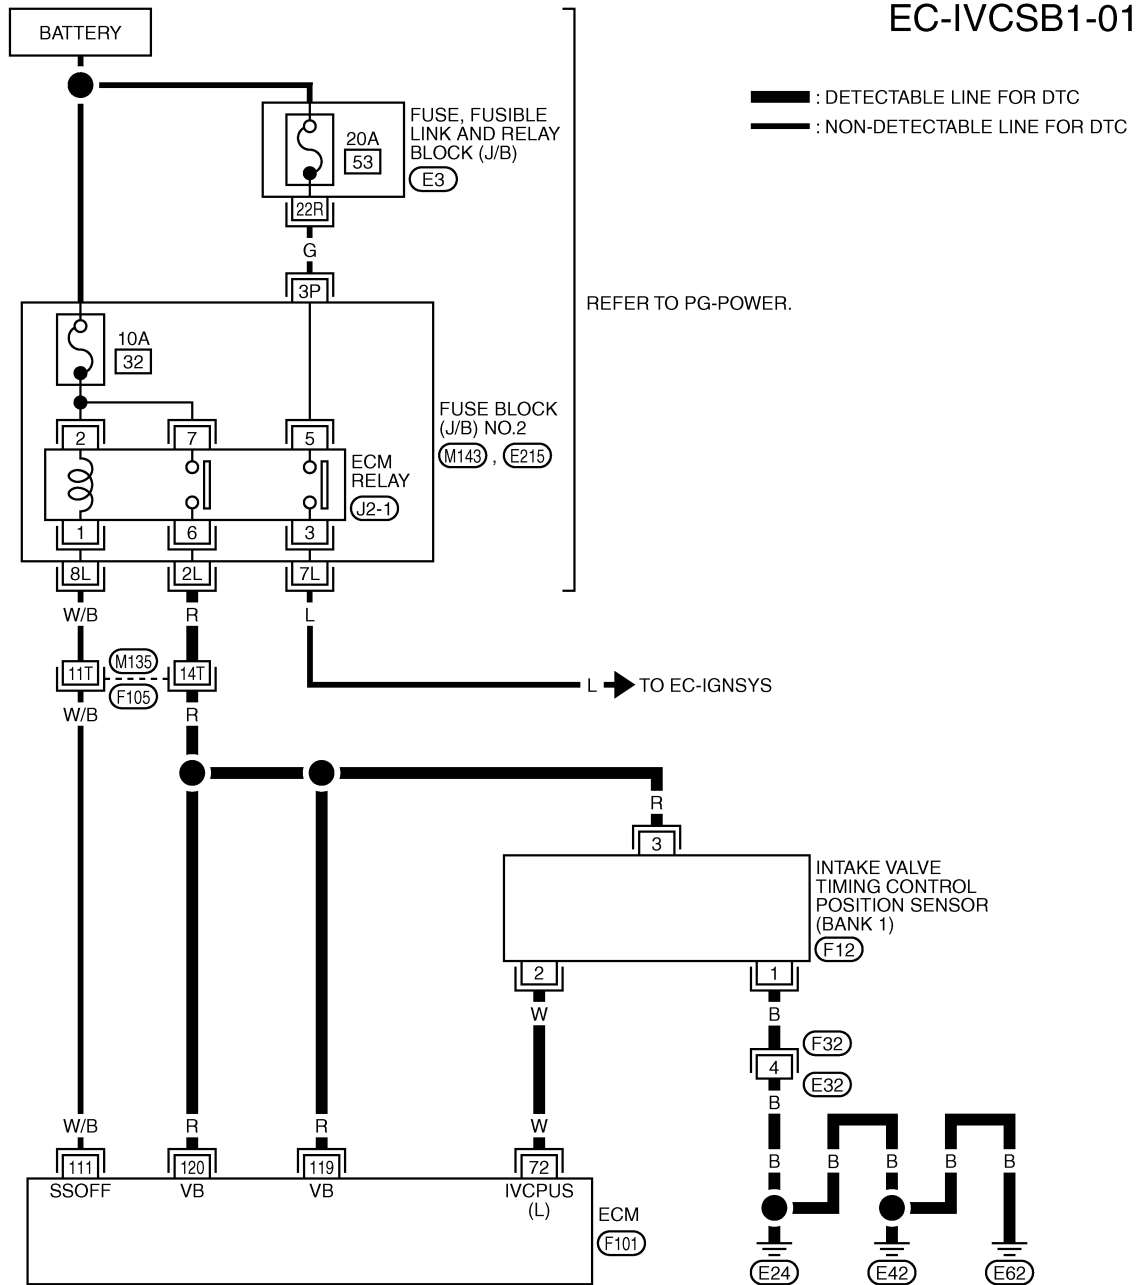 EC-IVCSB1-01
BATTERY
: DETECTABLE LINE FOR DTC
: NON-DETECTABLE LINE FOR DTC
20A
53
FUSE, FUSIBLE
LINK AND RELAY
BLOCK (J/B)
E3
22R
G
3P
REFER TO PG-POWER.
10A
32
FUSE BLOCK
(J/B) NO.2
M143 , E215
2 7 5
ECM
RELAY
J2-1
1 6 3
8L 2L 7L
W/B R L
11T M135 14T
F105
L TO EC-IGNSYS
W/B R
R
3
INTAKE VALVE
TIMING CONTROL
POSITION SENSOR
(BANK 1)
F12
2 1
W B
F32
4
E32
B
W/B R R W
B B B B B
111 120 119 72
SSOFF VB VB IVCPUS
(L)
ECM
F101
E24 E42 E62